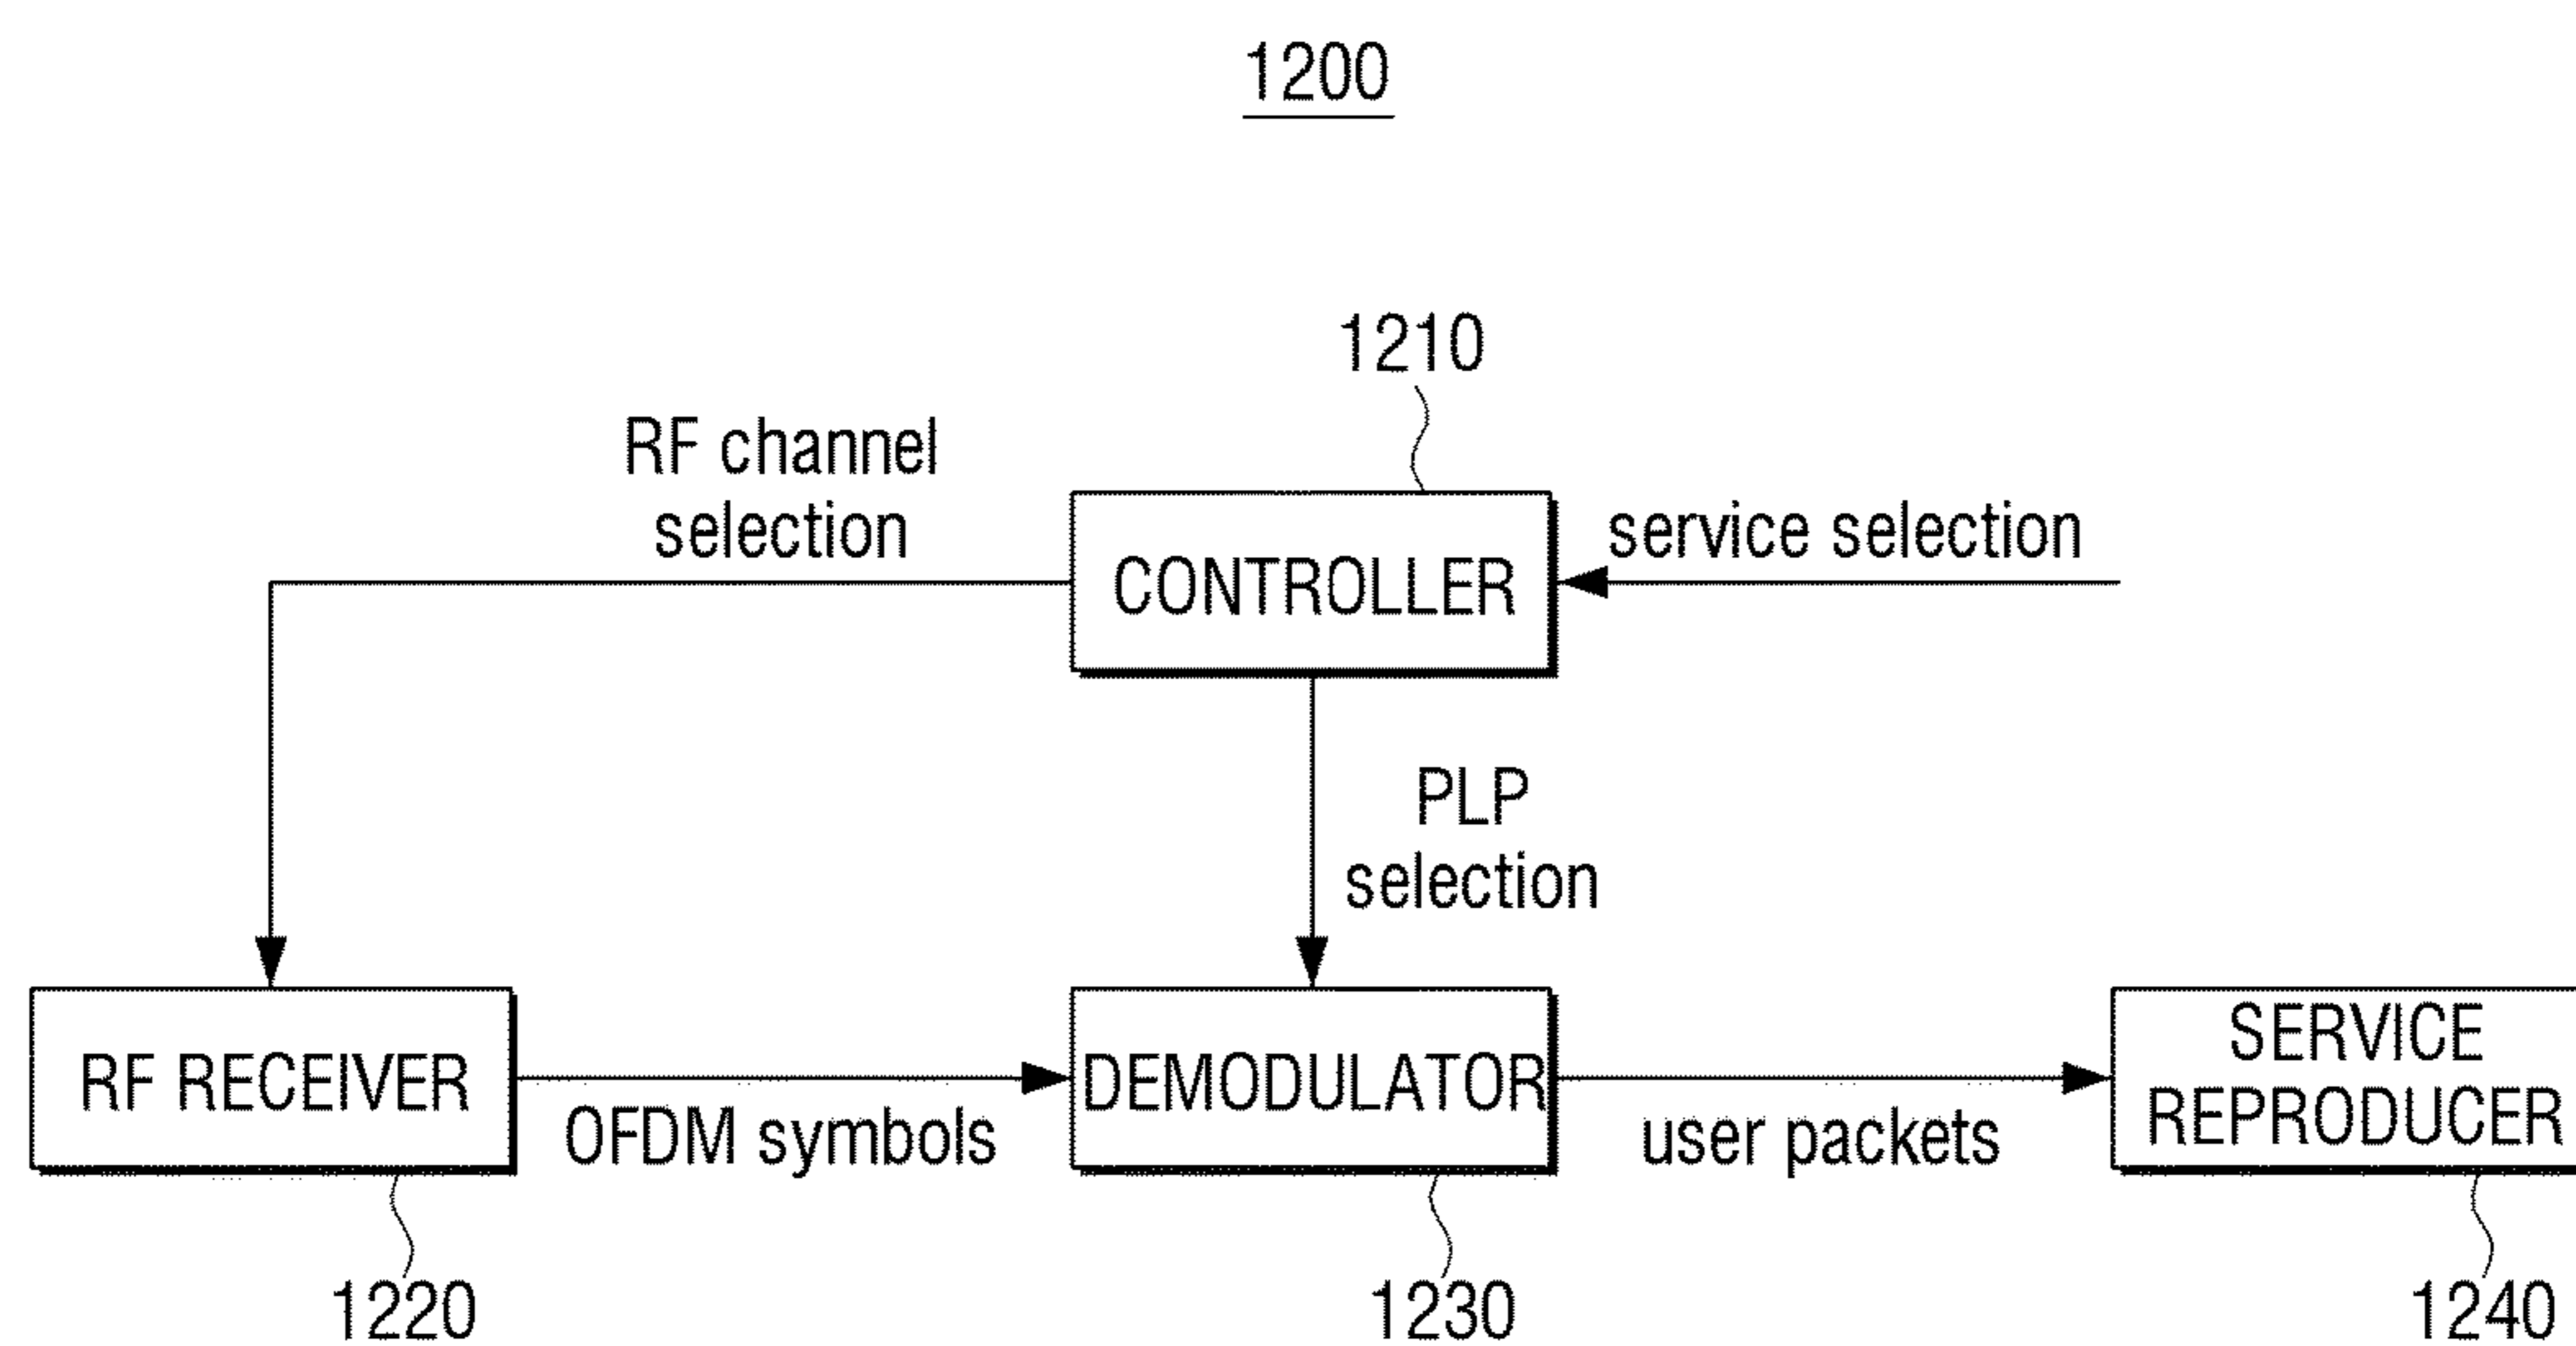 1200
1210
RF channel
selection
CONTROLLER
service selection
PLP
selection
RF RECEIVER
OFDM symbols
DEMODULATOR
user packets
SERVICE
REPRODUCER
1220
1230
1240